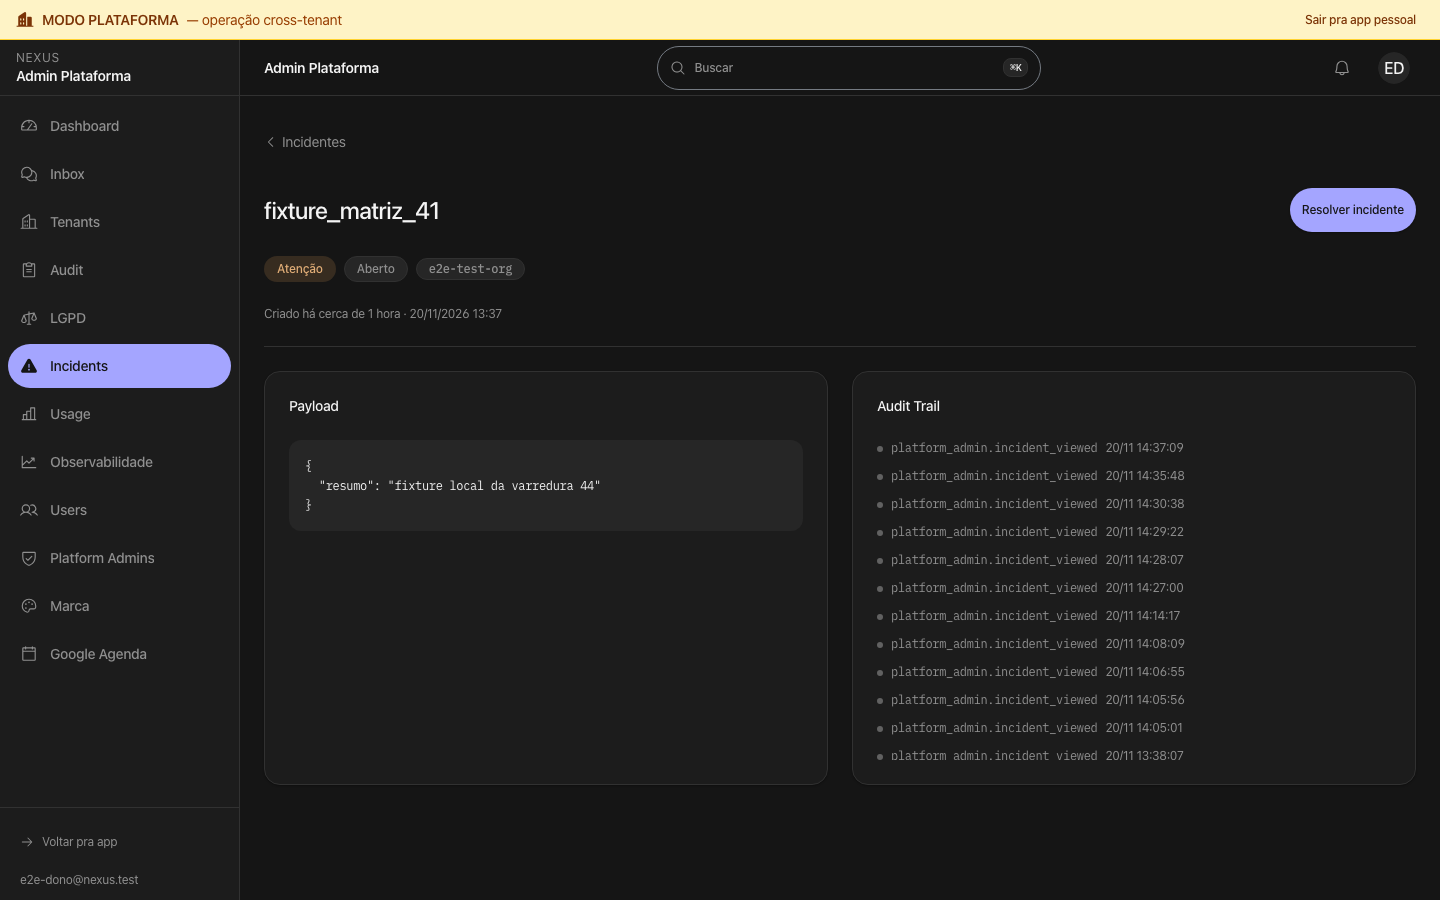 MODO PLATAFORMA — operação cross-tenant
Sair pra app pessoal
NEXUS
Admin Plataforma
Admin Plataforma
Buscar
⌘K
ED
Dashboard
Inbox
Tenants
Audit
LGPD
Incidents
Usage
Observabilidade
Users
Platform Admins
Marca
Google Agenda
Voltar pra app
e2e-dono@nexus.test
Incidentes
fixture_matriz_41
Resolver incidente
Atenção
Aberto
e2e-test-org
Criado há cerca de 1 hora · 20/11/2026 13:37
Payload
{
"resumo": "fixture local da varredura 44"
}
Audit Trail
platform_admin.incident_viewed 20/11 14:37:09
platform_admin.incident_viewed 20/11 14:35:48
platform_admin.incident_viewed 20/11 14:30:38
platform_admin.incident_viewed 20/11 14:29:22
platform_admin.incident_viewed 20/11 14:28:07
platform_admin.incident_viewed 20/11 14:27:00
platform_admin.incident_viewed 20/11 14:14:17
platform_admin.incident_viewed 20/11 14:08:09
platform_admin.incident_viewed 20/11 14:06:55
platform_admin.incident_viewed 20/11 14:05:56
platform_admin.incident_viewed 20/11 14:05:01
platform_admin.incident_viewed 20/11 13:38:07